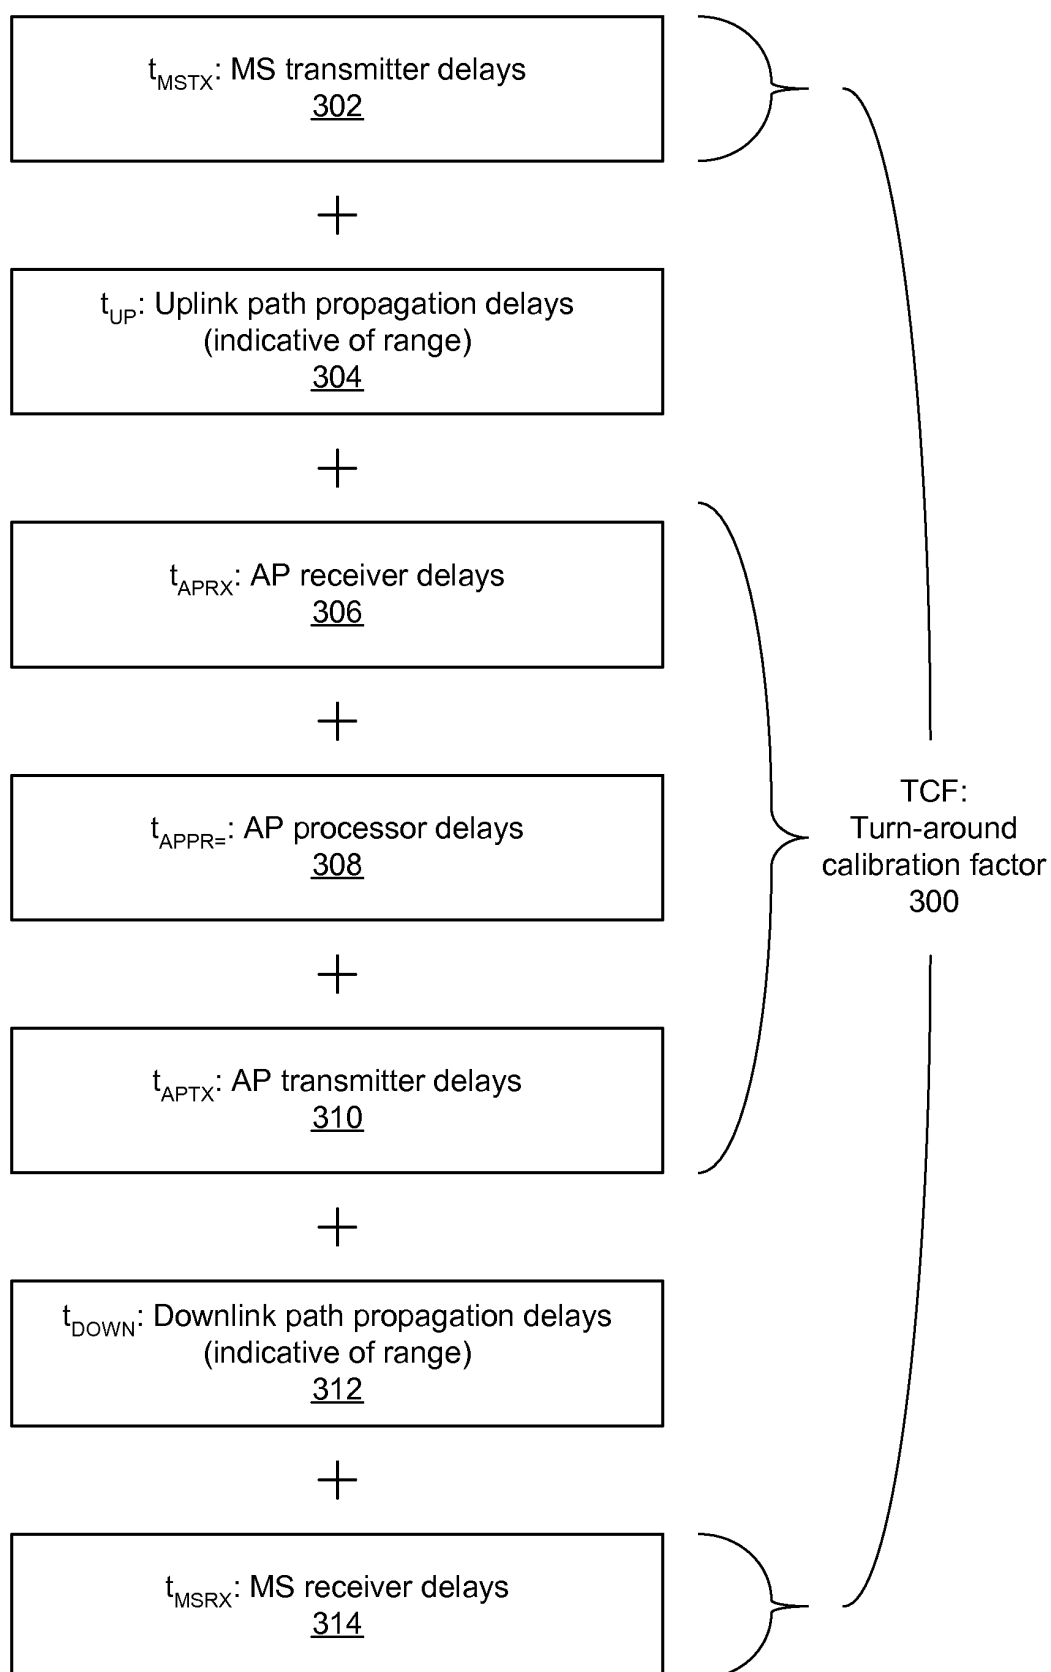 tMSTX: MS transmitter delays
302
+
tUP: Uplink path propagation delays
(indicative of range)
304
+
tAPRX: AP receiver delays
306
+
tAPPR=: AP processor delays
308
+
tAPTX: AP transmitter delays
310
+
tDOWN: Downlink path propagation delays
(indicative of range)
312
+
tMSRX: MS receiver delays
314
TCF:
Turn-around
calibration factor
300